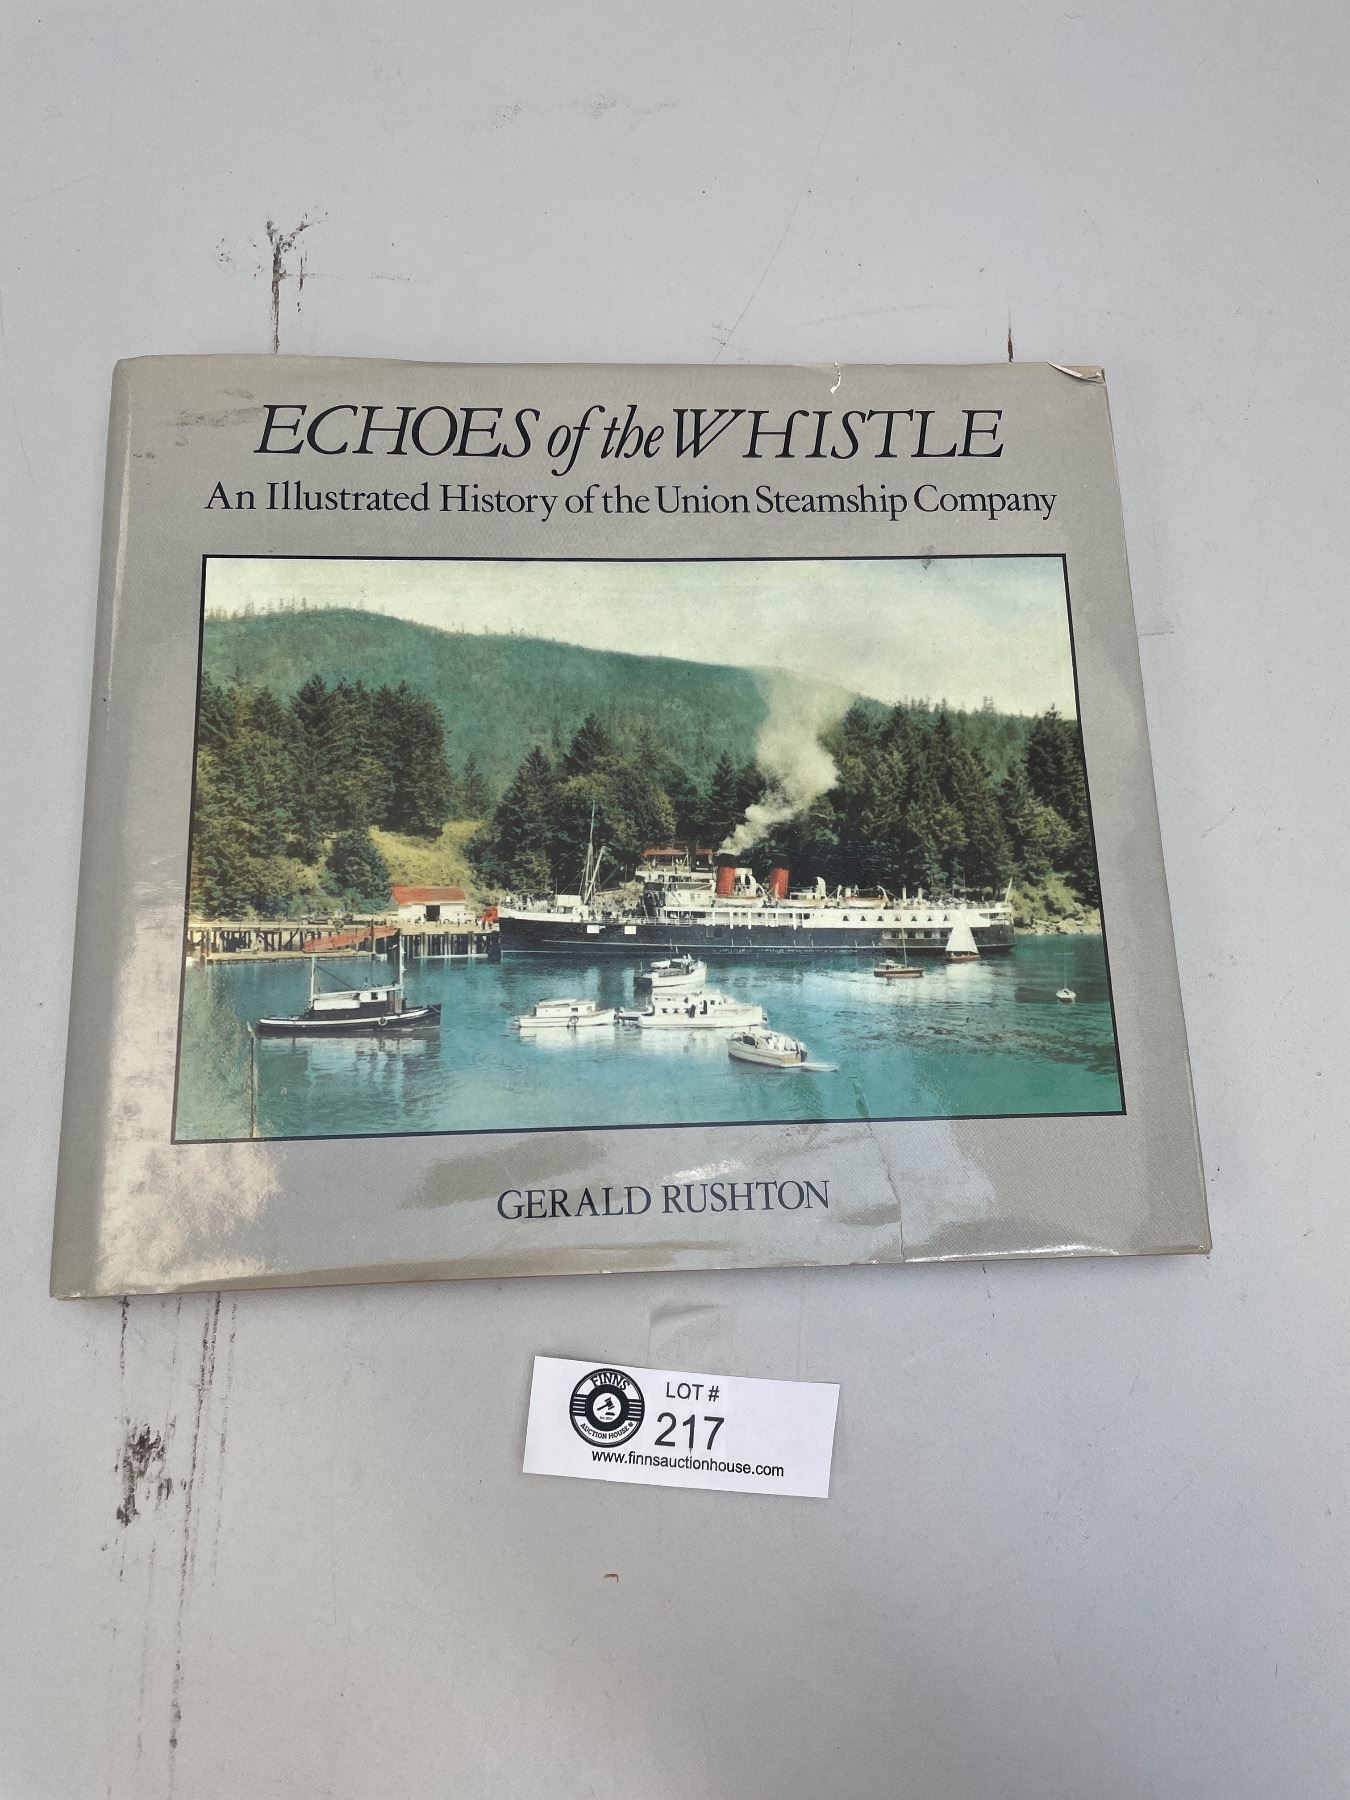 ECHOES of the WHISTLE
An Illustrated History of the Union Steamship Company
GERALD RUSHTON
FINNS
AUCTION HOUSE
LOT #
217
www.finnsauctionhouse.com